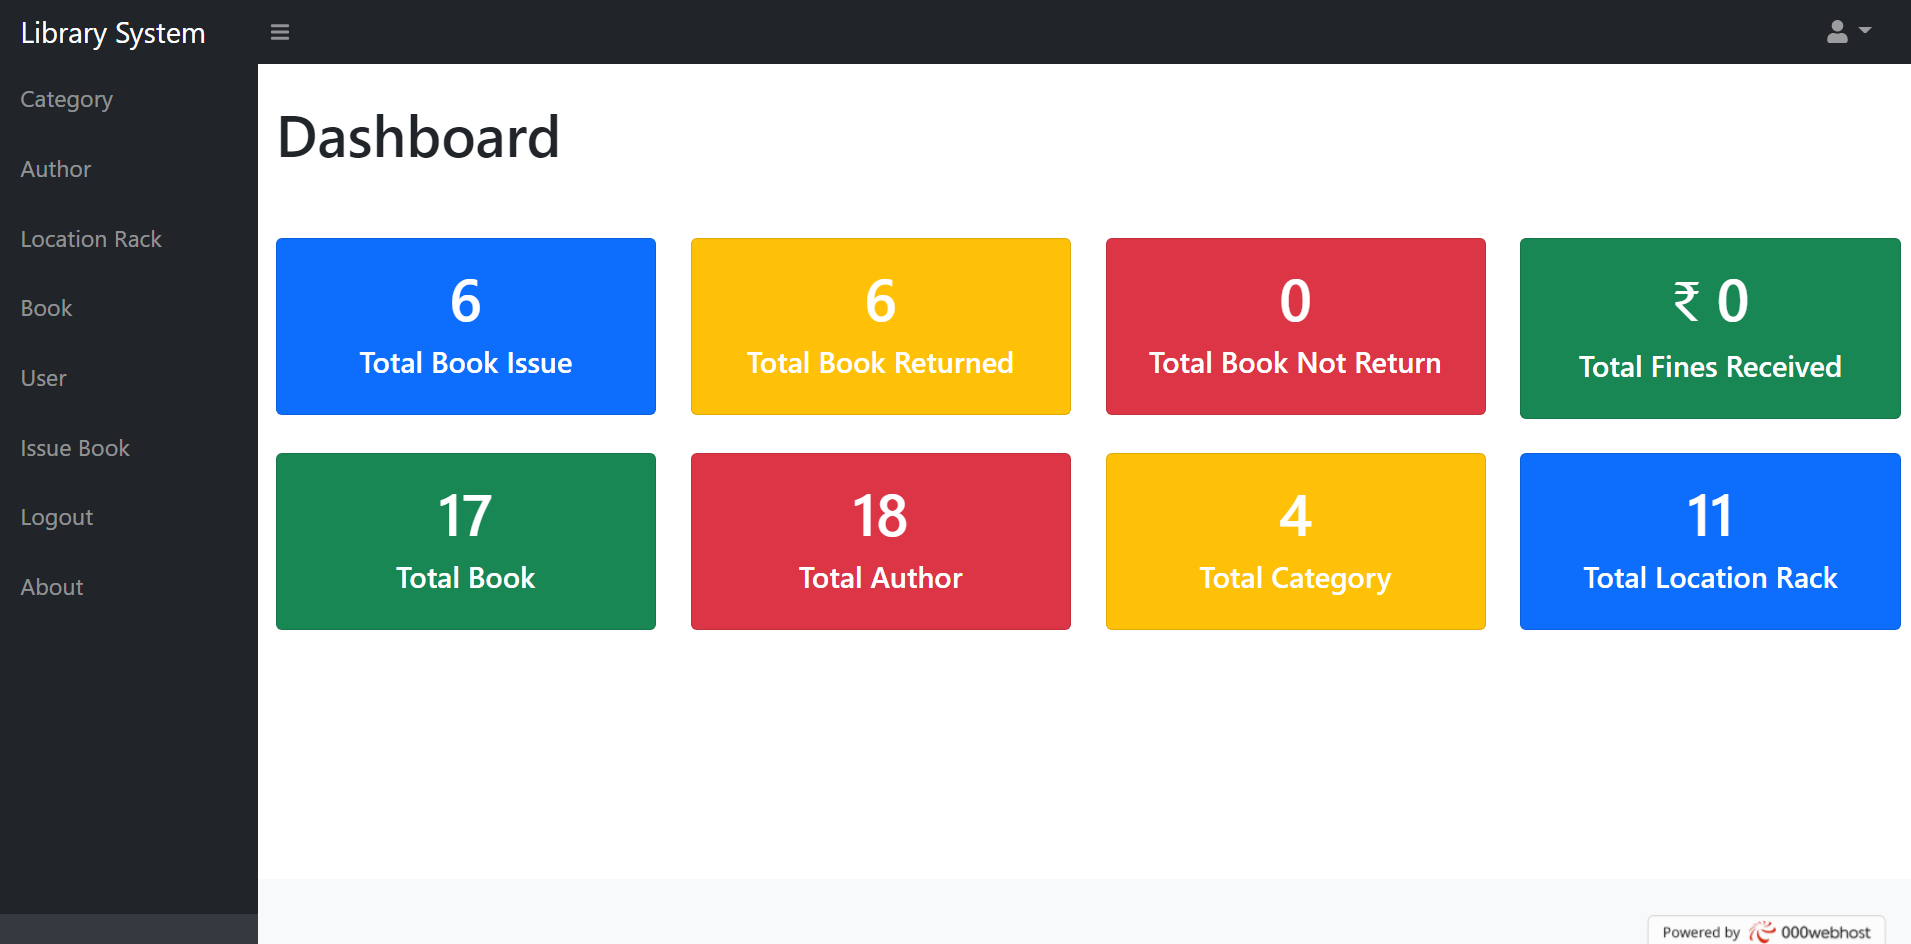 Library System
Category
Author
Location Rack
Book
User
Issue Book
Logout
About
Dashboard
6
Total Book Issue
6
Total Book Returned
0
Total Book Not Return
₹ 0
Total Fines Received
17
Total Book
18
Total Author
4
Total Category
11
Total Location Rack
Powered by 000webhost